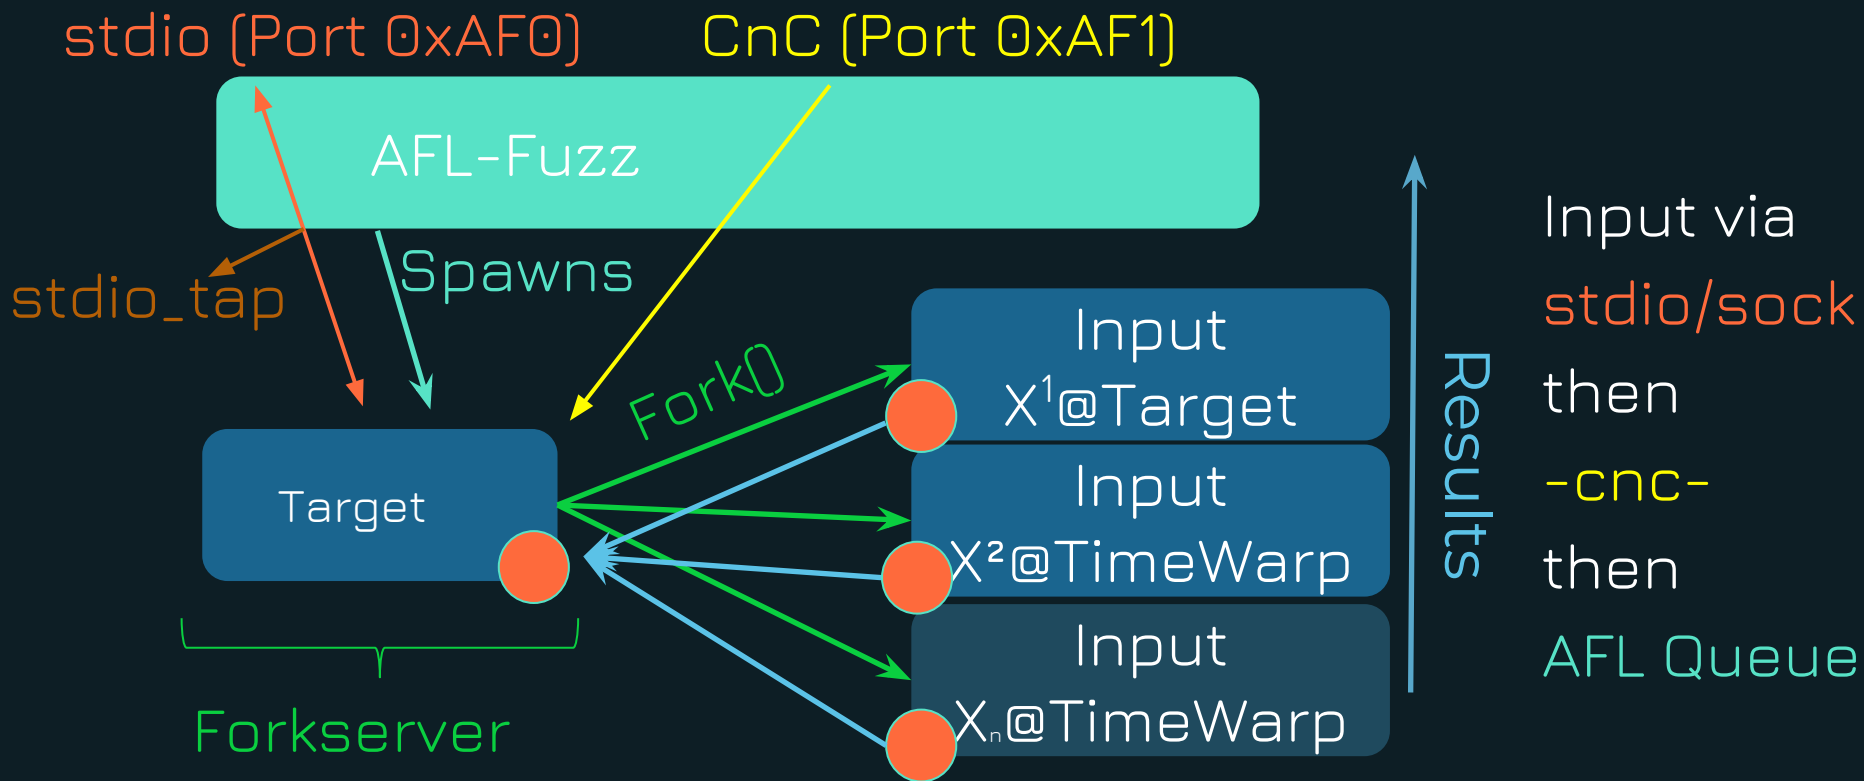 stdio (Port 0xAF0)
CnC (Port 0xAF1)
AFL-Fuzz
Spawns
stdio_tap
Fork()
Target
Forkserver
Input
X¹@Target
Input
X²@TimeWarp
Input
Xₙ@TimeWarp
Results
Input via
stdio/sock
then
-cnc-
then
AFL Queue